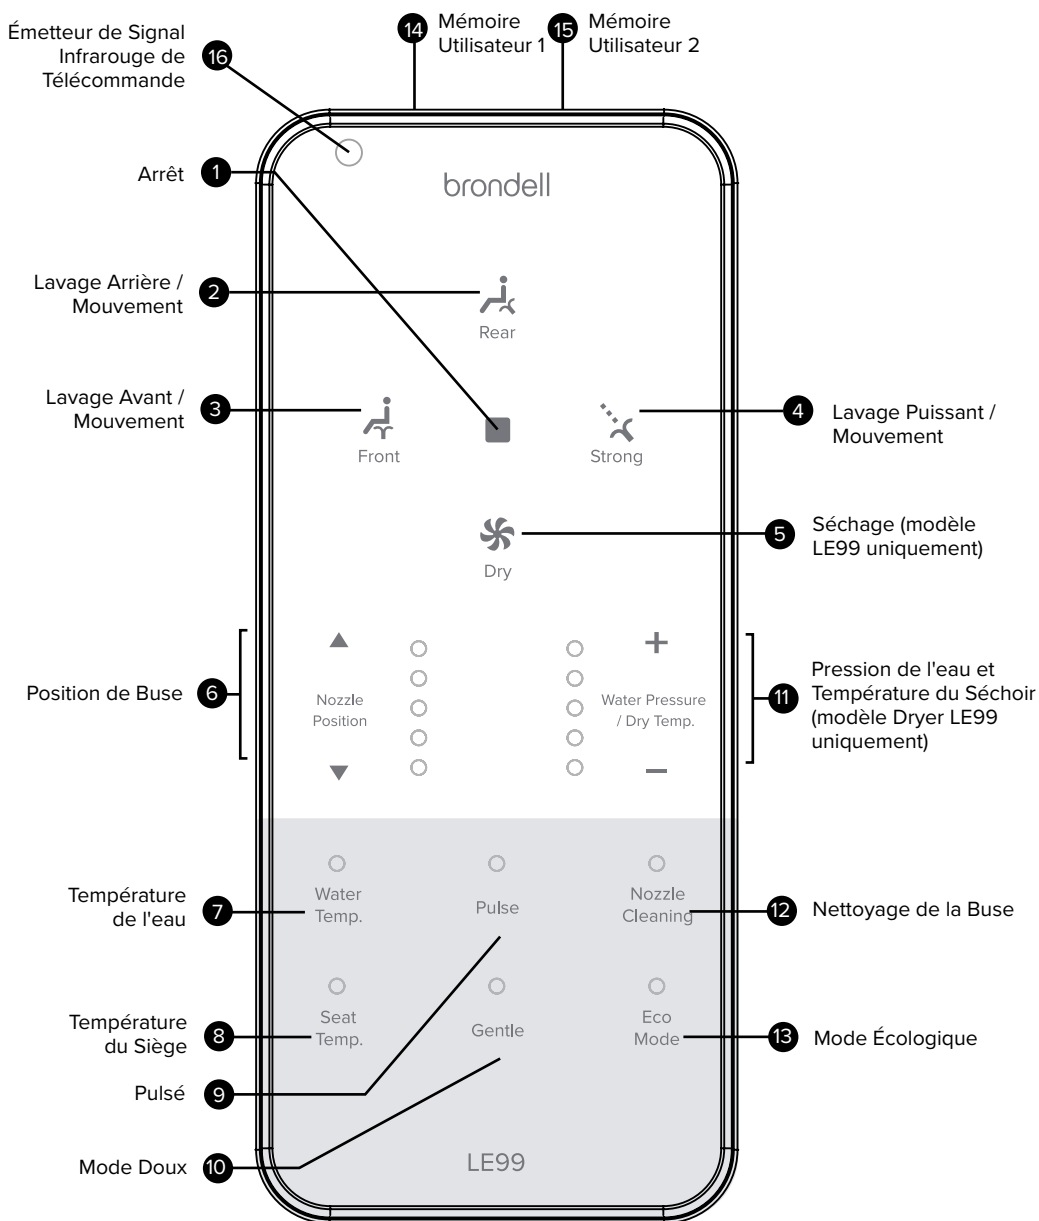 Émetteur de Signal
Infrarouge de
Télécommande
16
14
Mémoire
Utilisateur 1
15
Mémoire
Utilisateur 2
Arrêt
1
brondell
Lavage Arrière /
Mouvement
2
Rear
Lavage Avant /
Mouvement
3
Front
Strong
4
Lavage Puissant /
Mouvement
Dry
5
Séchage (modèle
LE99 uniquement)
Position de Buse
6
Nozzle
Position
Water Pressure
/ Dry Temp.
11
Pression de l'eau et
Température du Séchoir
(modèle Dryer LE99
uniquement)
Température
de l'eau
7
Water
Temp.
Pulse
Nozzle
Cleaning
12
Nettoyage de la Buse
Température
du Siège
8
Seat
Temp.
Gentle
Eco
Mode
13
Mode Écologique
Pulsé
9
Mode Doux
10
LE99